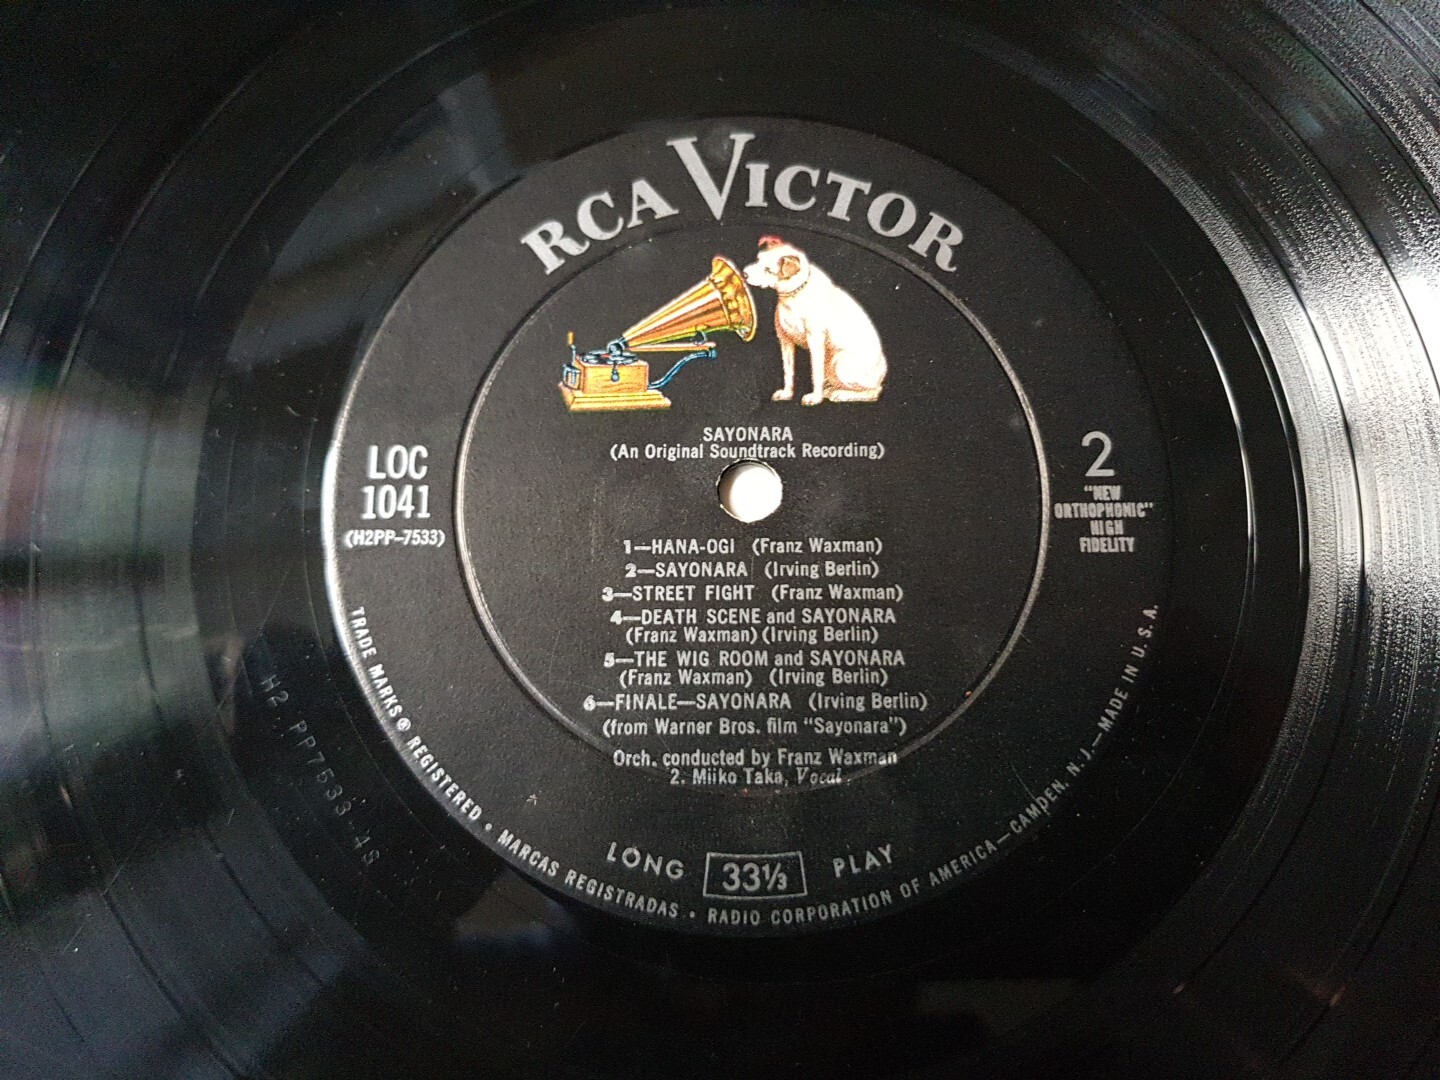 RCA VICTOR
SAYONARA
(An Original Soundtrack Recording)
LOC
1041
(H2PP-7533)
2
"NEW
ORTHOPHONIC"
HIGH
FIDELITY
1—HANA-OGI (Franz Waxman)
2—SAYONARA (Irving Berlin)
3—STREET FIGHT (Franz Waxman)
4—DEATH SCENE and SAYONARA
(Franz Waxman) (Irving Berlin)
5—THE WIG ROOM and SAYONARA
(Franz Waxman) (Irving Berlin)
6—FINALE—SAYONARA (Irving Berlin)
(from Warner Bros. film "Sayonara")
Orch. conducted by Franz Waxman
2. Miiko Taka, Vocal
LONG 33⅓ PLAY
TRADE MARKS ® REGISTERED • MARCAS REGISTRADAS • RADIO CORPORATION OF AMERICA—CAMDEN, N. J.—MADE IN U. S. A.
H2 PP7533 4S